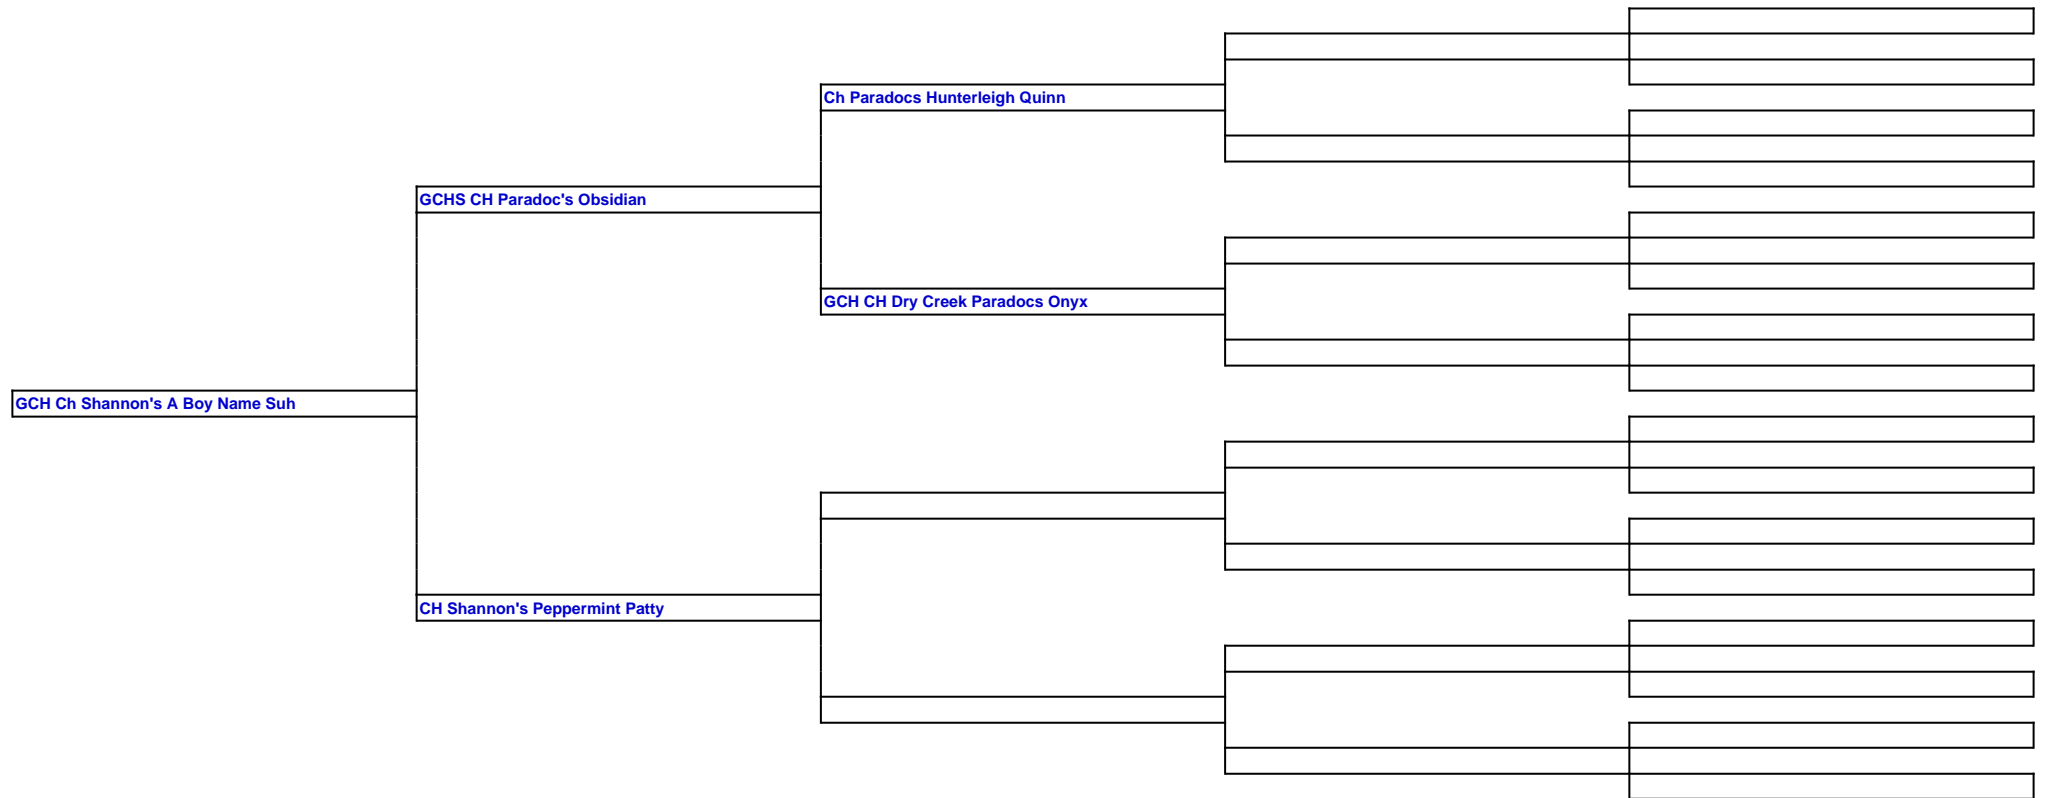 Ch Paradocs Hunterleigh Quinn
GCHS CH Paradoc's Obsidian
GCH CH Dry Creek Paradocs Onyx
GCH Ch Shannon's A Boy Name Suh
CH Shannon's Peppermint Patty